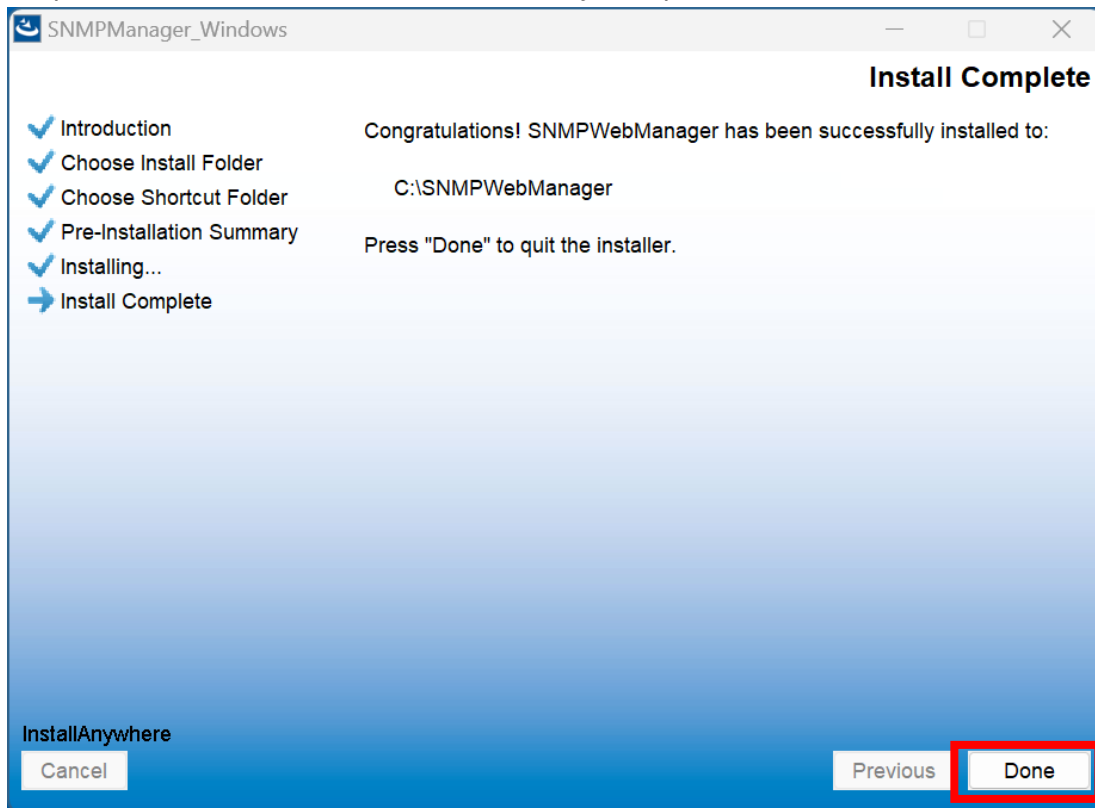 SNMPManager_Windows
Install Complete
Introduction
Choose Install Folder
Choose Shortcut Folder
Pre-Installation Summary
Installing...
Install Complete
Congratulations! SNMPWebManager has been successfully installed to:
C:\SNMPWebManager
Press "Done" to quit the installer.
InstallAnywhere
Cancel
Previous
Done